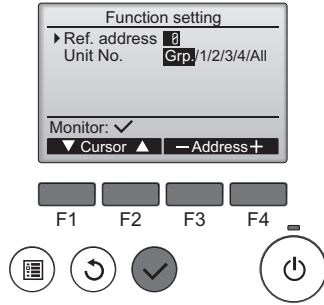 Function setting
Ref. address 0
Unit No. Grp./1/2/3/4/All
Monitor: ✓
▼ Cursor ▲ −Address+
F1 F2 F3 F4